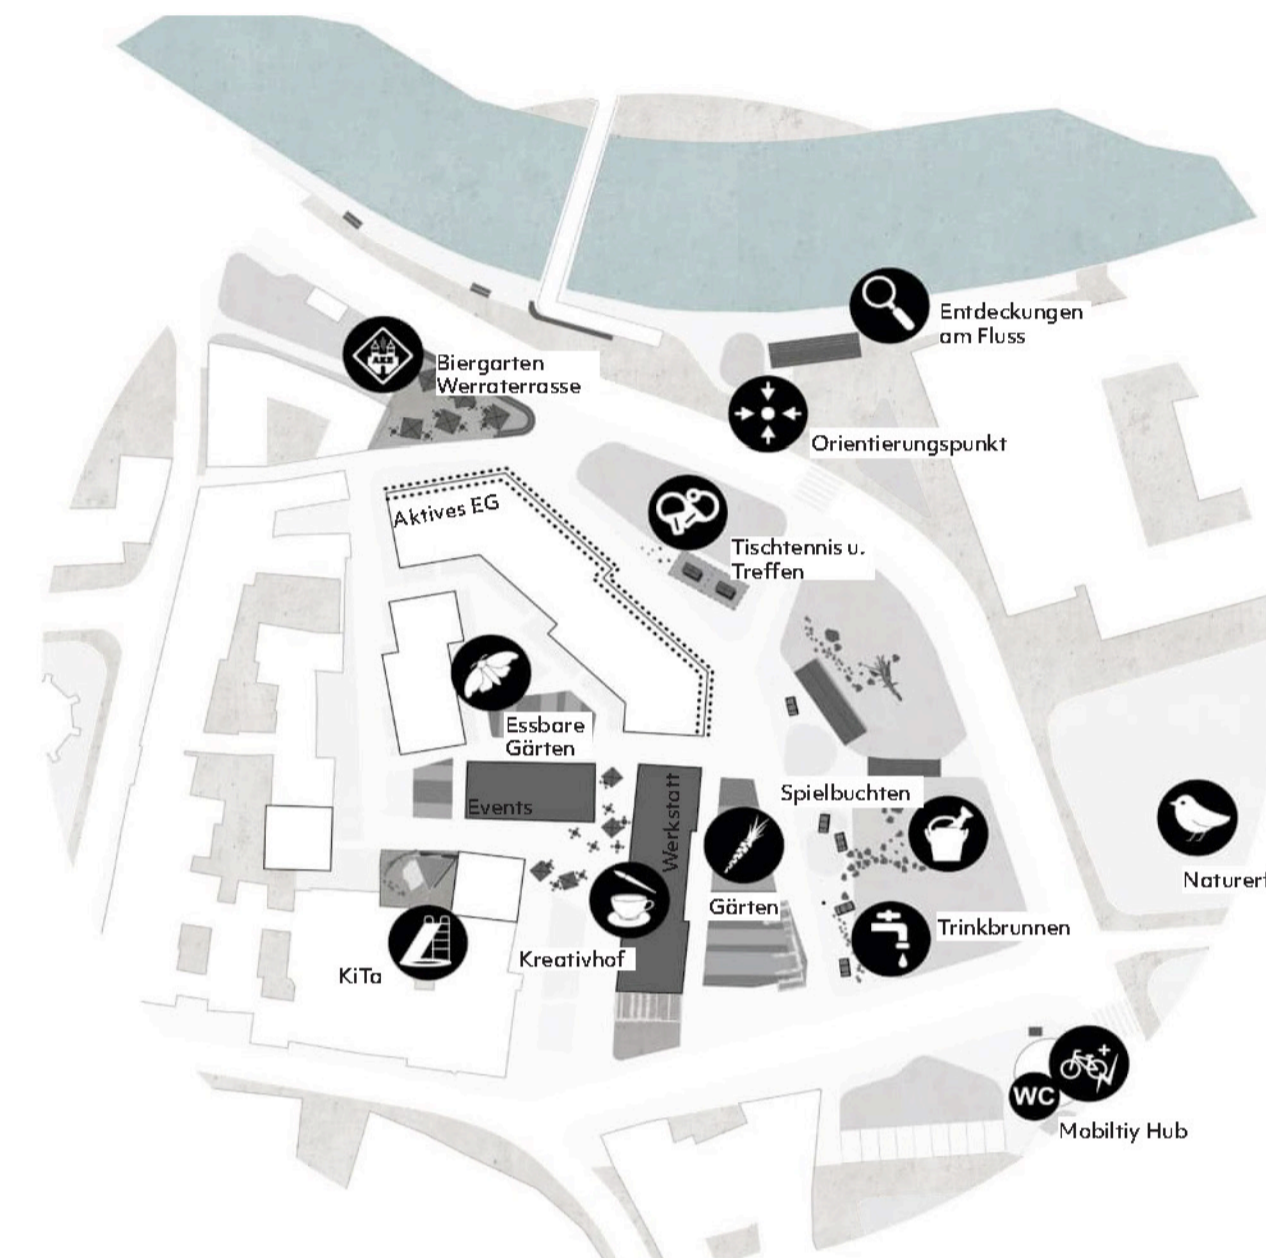 Entdeckungen
am Fluss
Biergarten
Werraterrasse
Orientierungspunkt
Aktives EG
Tischtennis u.
Treffen
Essbare
Gärten
Events
Werkstatt
Spielbuchten
Gärten
Trinkbrunnen
Kreativhof
KiTa
WC
Mobiltiy Hub